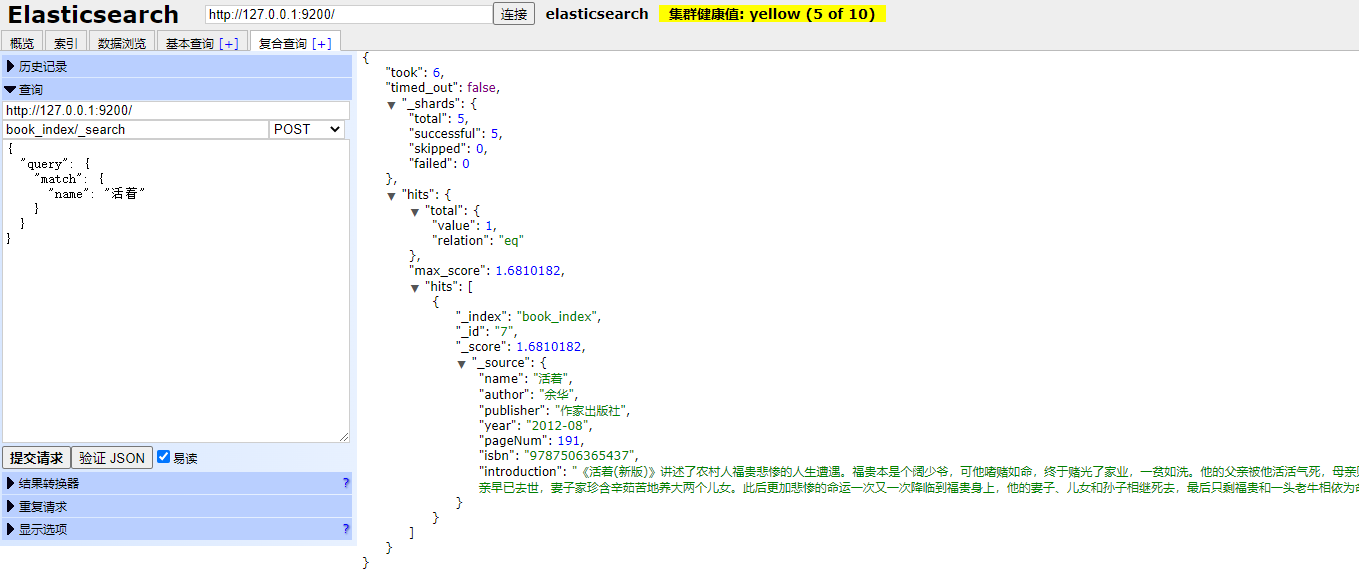 Elasticsearch http://127.0.0.1:9200/ 连接 elasticsearch 集群健康值: yellow (5 of 10)
概览 索引 数据浏览 基本查询 [+] 复合查询 [+]
历史记录
查询
http://127.0.0.1:9200/
book_index/_search POST
{
"query": {
"match": {
"name": "活着"
}
}
}
提交请求 验证 JSON 易读
结果转换器 ?
重复请求
显示选项 ?
{
"took": 6,
"timed_out": false,
"_shards": {
"total": 5,
"successful": 5,
"skipped": 0,
"failed": 0
},
"hits": {
"total": {
"value": 1,
"relation": "eq"
},
"max_score": 1.6810182,
"hits": [
{
"_index": "book_index",
"_id": "7",
"_score": 1.6810182,
"_source": {
"name": "活着",
"author": "余华",
"publisher": "作家出版社",
"year": "2012-08",
"pageNum": 191,
"isbn": "9787506365437",
"introduction": "《活着(新版)》讲述了农村人福贵悲惨的人生遭遇。福贵本是个阔少爷，可他嗜赌如命，终于赌光了家业，一贫如洗。他的父亲被他活活气死，母亲
亲早已去世，妻子家珍含辛茹苦地养大两个儿女。此后更加悲惨的命运一次又一次降临到福贵身上，他的妻子、儿女和孙子相继死去，最后只剩福贵和一头老牛相依为
}
}
]
}
}